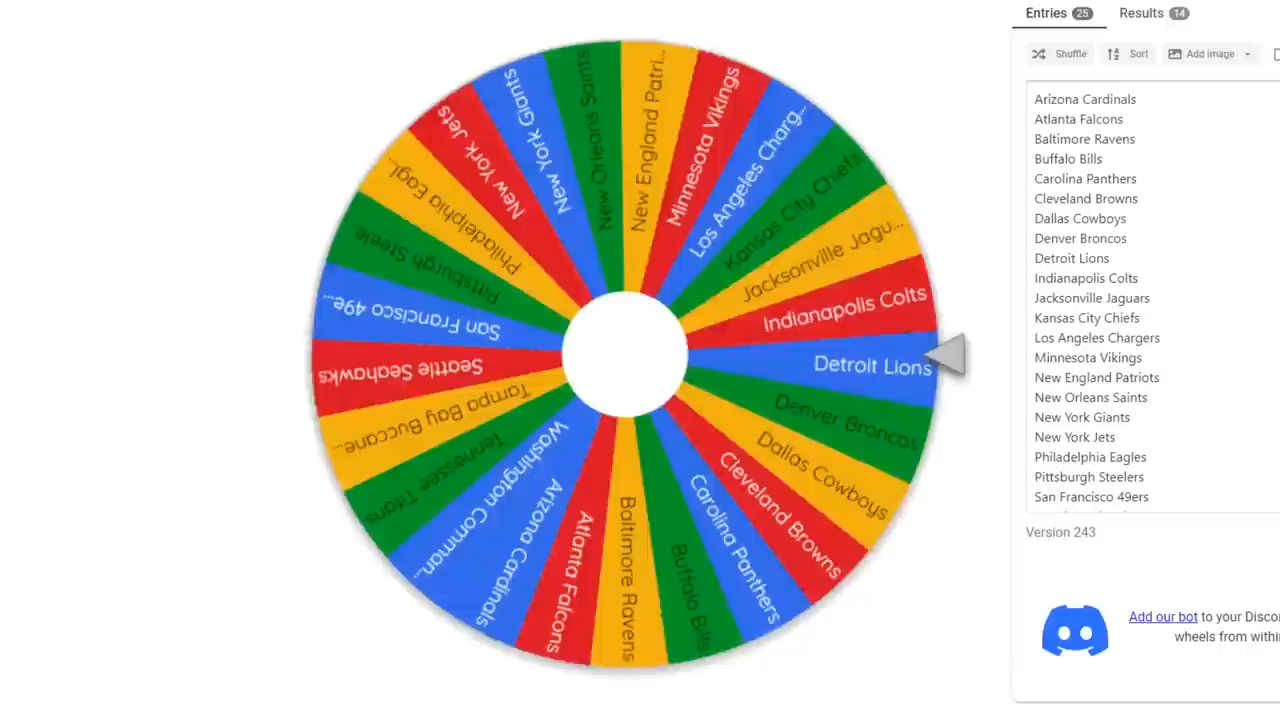 Entries 25 Results 14
Shuffle Sort Add image
Arizona Cardinals
Atlanta Falcons
Baltimore Ravens
Buffalo Bills
Carolina Panthers
Cleveland Browns
Dallas Cowboys
Denver Broncos
Detroit Lions
Indianapolis Colts
Jacksonville Jaguars
Kansas City Chiefs
Los Angeles Chargers
Minnesota Vikings
New England Patriots
New Orleans Saints
New York Giants
New York Jets
Philadelphia Eagles
Pittsburgh Steelers
San Francisco 49ers
Version 243
Add our bot to your Disco
wheels from withi
New England Patri...
Minnesota Vikings
Los Angeles Charg...
Kansas City Chiefs
Jacksonville Jagu...
Indianapolis Colts
Detroit Lions
Denver Broncos
Dallas Cowboys
Cleveland Browns
Carolina Panthers
Buffalo Bills
Baltimore Ravens
Atlanta Falcons
Arizona Cardinals
Washington Comman...
Tennessee Titans
Tampa Bay Buccane...
Seattle Seahawks
San Francisco 49e...
Pittsburgh Steele...
Philadelphia Eagl...
New York Jets
New York Giants
New Orleans Saints